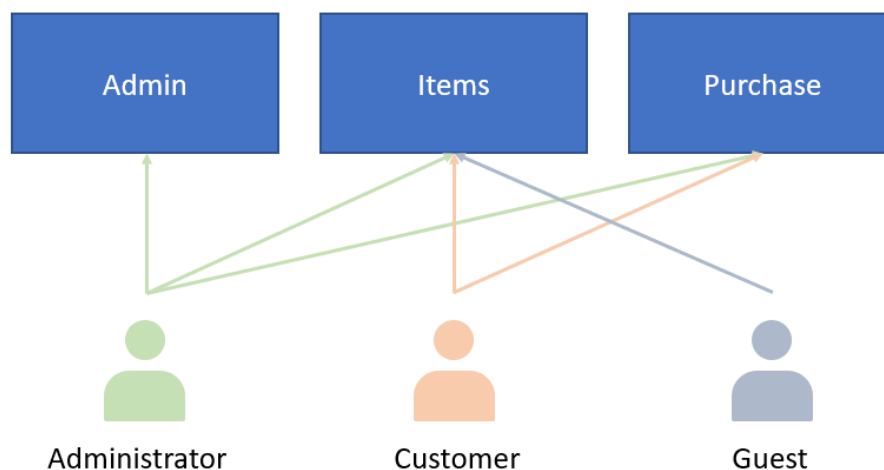 Admin
Items
Purchase
Administrator
Customer
Guest